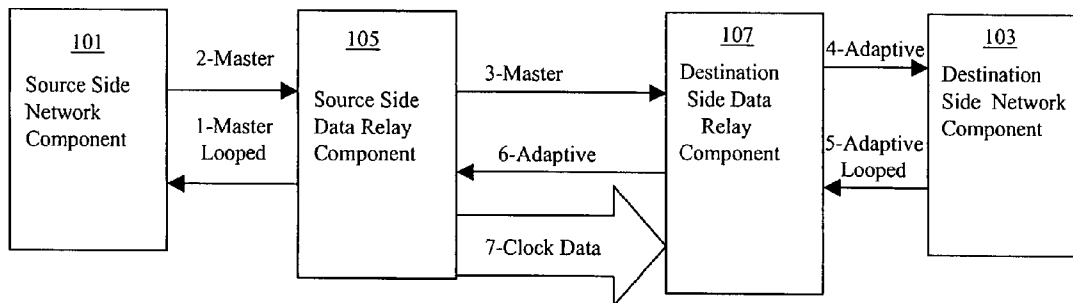 101
Source Side
Network
Component
2-Master
1-Master
Looped
105
Source Side
Data Relay
Component
3-Master
6-Adaptive
7-Clock Data
107
Destination
Side Data
Relay
Component
4-Adaptive
5-Adaptive
Looped
103
Destination
Side Network
Component